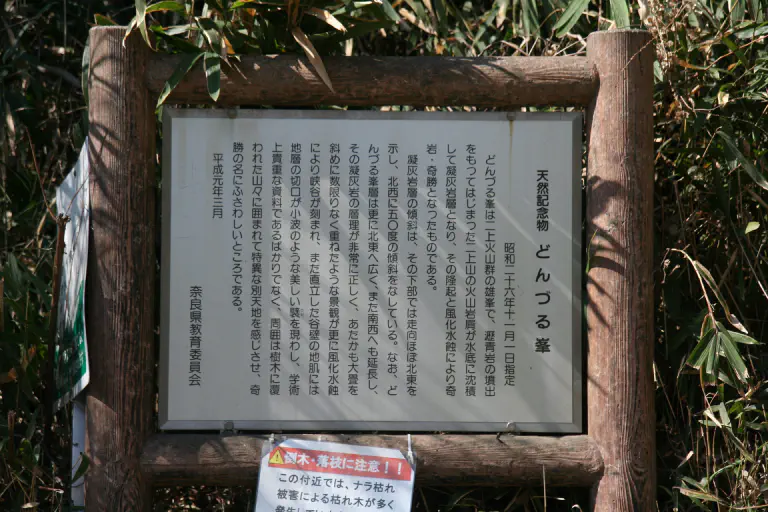 天然記念物 どんづる峯
昭和二十六年十一月一日指定
どんづる峯は二上火山群の雄峯で、瀝青岩の墳出
をもつてはじまつた二上山の火山岩屑が水底に沈積
して凝灰岩層となり、その隆起と風化水蝕により奇
岩・奇勝となつたものである。
凝灰岩層の傾斜は、その下部では走向ほぼ北東を
示し、北西に五〇度の傾斜をなしている。なお、ど
んづる峯層は更に北東へ広く、また南西へも延長し、
その凝灰岩の層理が非常に正しく、あたかも大畳を
斜めに数限りなく重ねたような景観が更に風化水蝕
により峡谷が刻まれ、また直立した谷壁の地肌には
地層の切口が小波のような美しい襞を現わし、学術
上貴重な資料であるばかりでなく、周囲は樹木に覆
われた山々に囲まれて特異な別天地を感じさせ、奇
勝の名にふさわしいところである。
平成元年三月
奈良県教育委員会
倒木・落枝に注意!!
この付近では、ナラ枯れ
被害による枯れ木が多く